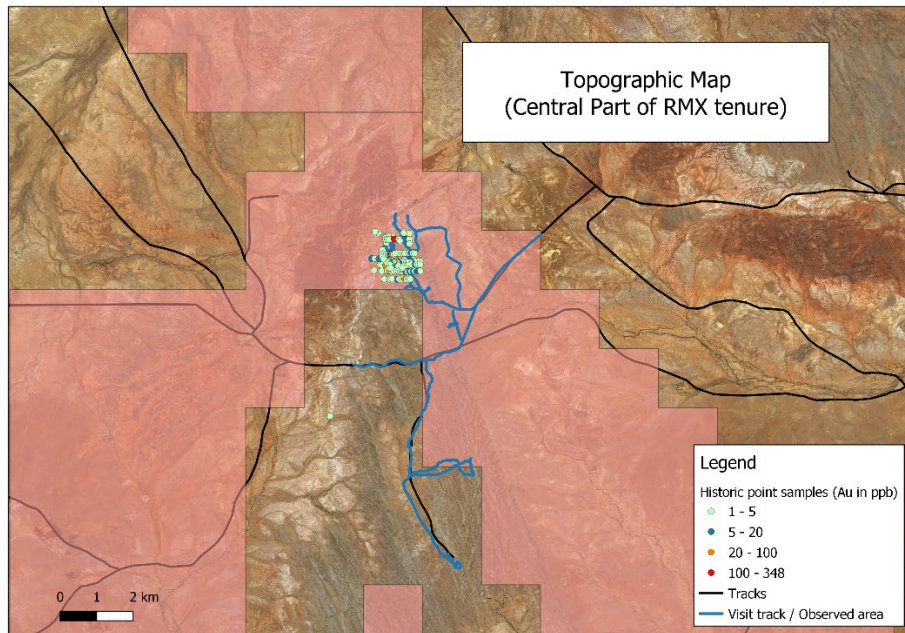 Topographic Map
(Central Part of RMX tenure)
Legend
Historic point samples (Au in ppb)
1 - 5
5 - 20
20 - 100
100 - 348
Tracks
Visit track / Observed area
0 1 2 km